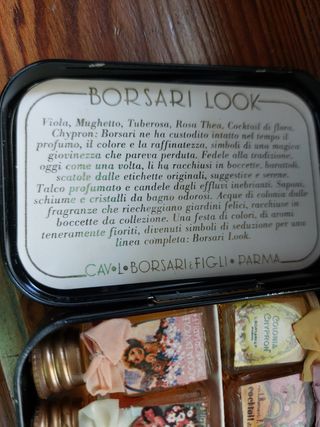 BORSARI LOOK
Viola, Mughetto, Tuberosa, Rosa Thea, Cocktail di flora,
Chypron: Borsari ne ha custodito intatto nel tempo il
profumo, il colore e la raffinatezza, simboli di una magica
giovinezza che pareva perduta. Fedele alla tradizione,
oggi come una volta, li ha racchiusi in boccette, barattoli,
scatole dalle etichette originali, suggestive e serene.
Talco profumato e candele dagli effluvi inebrianti. Saponi,
schiume e cristalli da bagno odorosi. Acque di colonia dalle
fragranze che riecheggiano giardini felici, racchiuse in
boccette da collezione. Una festa di colori, di aromi
teneramente fioriti, divenuti simboli di seduzione per una
linea completa: Borsari Look.
CAV•L•BORSARI E FIGLI • PARMA
COLONIA
CHYPRON
cocktail